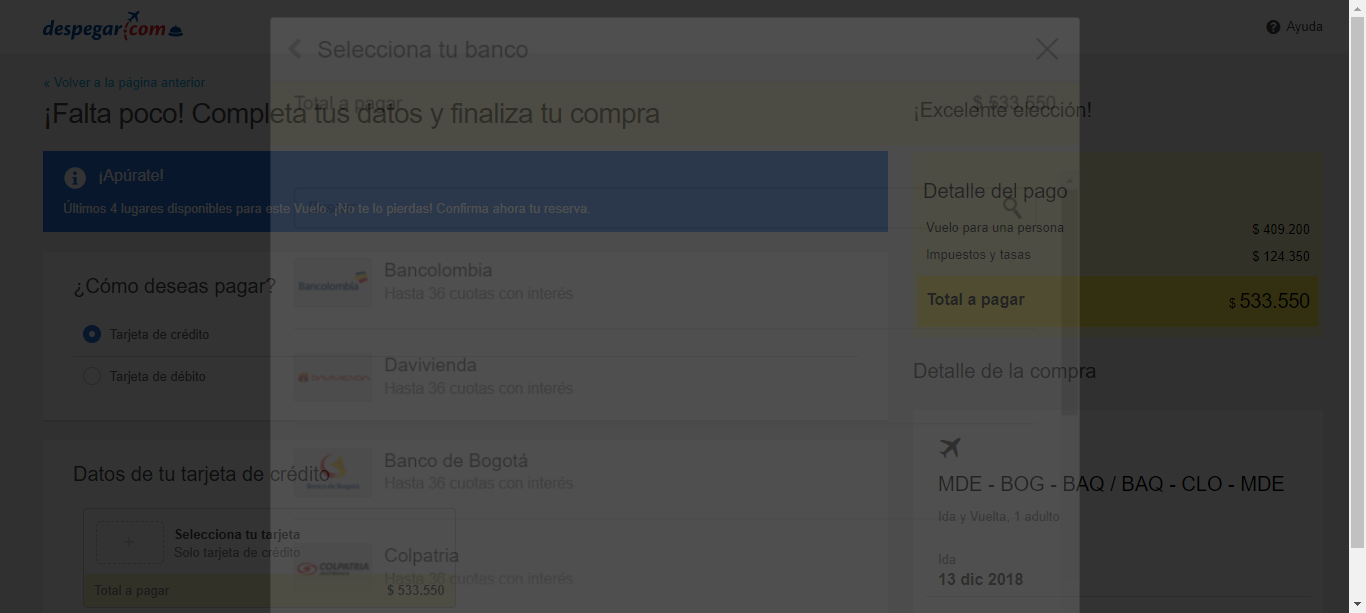 despegar.com
Ayuda
Selecciona tu banco
« Volver a la página anterior
Total a pagar
$ 533.550
¡Falta poco! Completa tus datos y finaliza tu compra
¡Excelente elección!
¡Apúrate!
Últimos 4 lugares disponibles para este Vuelo. ¡No te lo pierdas! Confirma ahora tu reserva.
Detalle del pago
Vuelo para una persona
$ 409.200
Impuestos y tasas
$ 124.350
Total a pagar
$ 533.550
¿Cómo deseas pagar?
Tarjeta de crédito
Tarjeta de débito
Bancolombia
Bancolombia
Hasta 36 cuotas con interés
DAVIVIENDA
Davivienda
Hasta 36 cuotas con interés
Detalle de la compra
Banco de Bogotá
Banco de Bogotá
Hasta 36 cuotas con interés
Datos de tu tarjeta de crédito
MDE - BOG - BAQ / BAQ - CLO - MDE
Ida y Vuelta, 1 adulto
Selecciona tu tarjeta
Solo tarjeta de crédito
COLPATRIA
Colpatria
Hasta 36 cuotas con interés
Total a pagar
$ 533.550
Ida
13 dic 2018